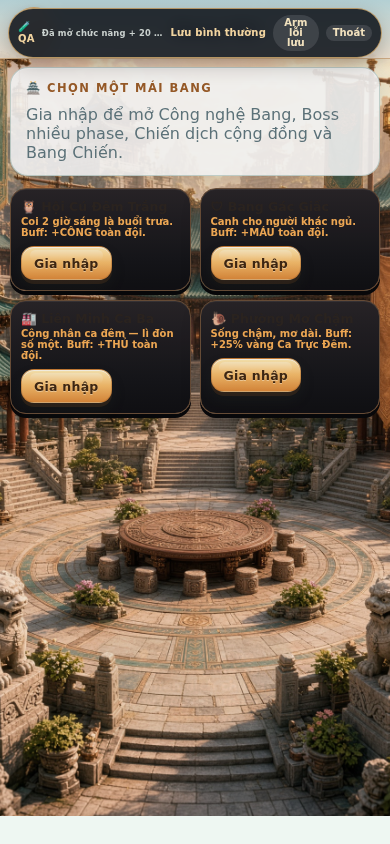 QA
Đã mở chức năng + 20 …
Lưu bình thường
Arm
lỗi
lưu
Thoát
CHỌN MỘT MÁI BANG
Gia nhập để mở Công nghệ Bang, Boss
nhiều phase, Chiến dịch cộng đồng và
Bang Chiến.
Coi 2 giờ sáng là buổi trưa.
Buff: +CÔNG toàn đội.
Gia nhập
Canh cho người khác ngủ.
Buff: +MÁU toàn đội.
Gia nhập
Công nhân ca đêm — lì đòn
số một. Buff: +THỦ toàn
đội.
Gia nhập
Sống chậm, mơ dài. Buff:
+25% vàng Ca Trực Đêm.
Gia nhập